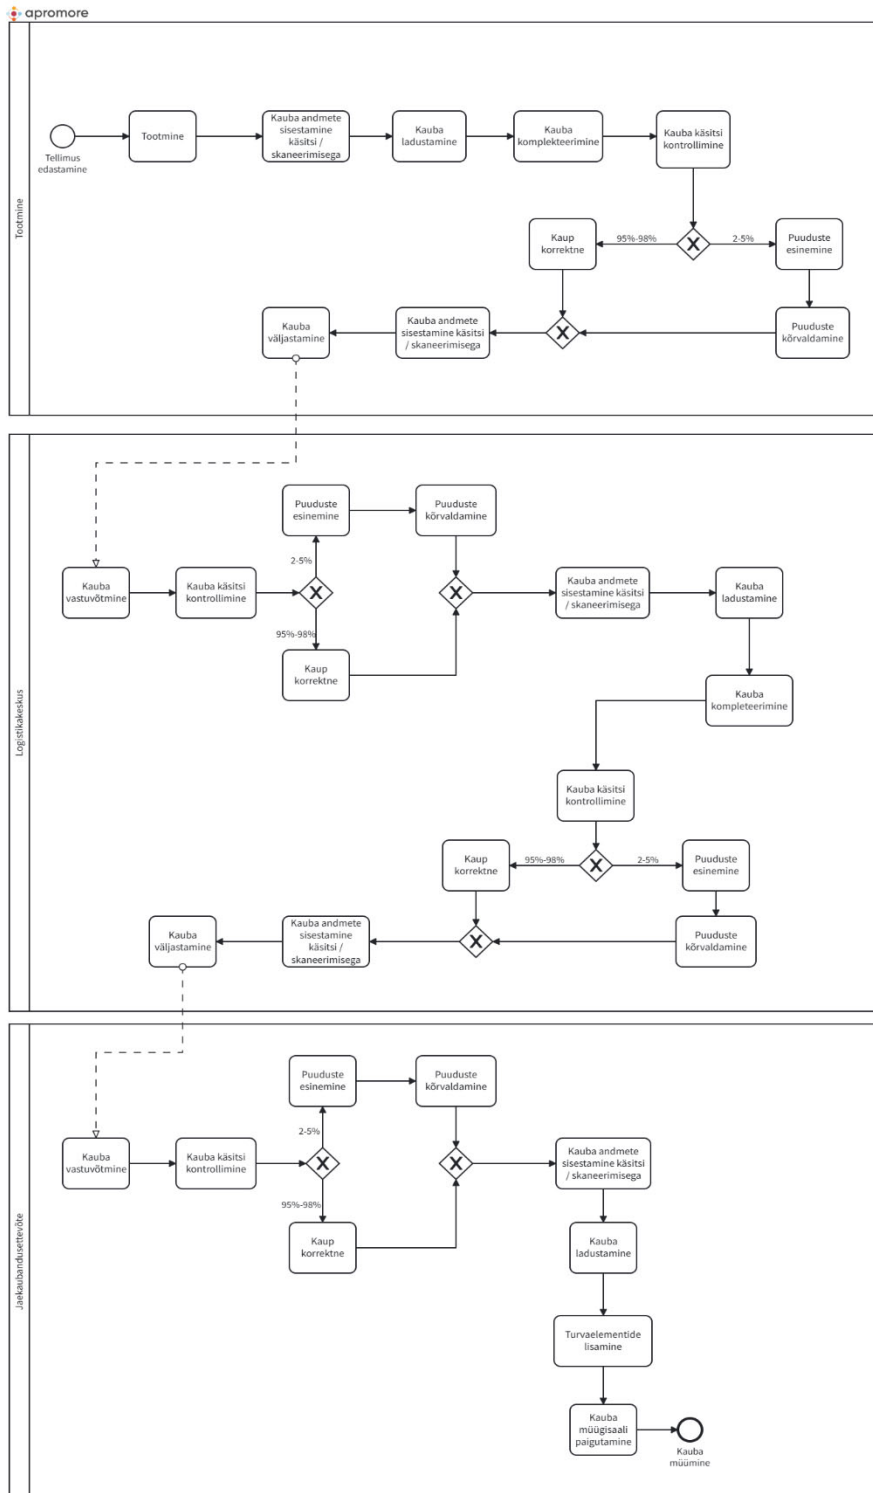 apromore
Tootmine
Tellimus
edastamine
Tootmine
Kauba andmete
sisestamine
käsitsi /
skaneerimisega
Kauba
ladustamine
Kauba
komplekteerimine
Kauba käsitsi
kontrollimine
Kaup
korrektne
95%-98%
2-5%
Puuduste
esinemine
Kauba
väljastamine
Kauba andmete
sisestamine käsitsi
/ skaneerimisega
Puuduste
kõrvaldamine
Logistikakeskus
Puuduste
esinemine
Puuduste
kõrvaldamine
2-5%
Kauba
vastuvõtmine
Kauba käsitsi
kontrollimine
Kauba andmete
sisestamine käsitsi
/ skaneerimisega
Kauba
ladustamine
95%-98%
Kaup
korrektne
Kauba
kompleteerimine
Kauba käsitsi
kontrollimine
Kaup
korrektne
95%-98%
2-5%
Puuduste
esinemine
Kauba
väljastamine
Kauba andmete
sisestamine
käsitsi /
skaneerimisega
Puuduste
kõrvaldamine
Jaekaubandusettevõte
Puuduste
esinemine
Puuduste
kõrvaldamine
2-5%
Kauba
vastuvõtmine
Kauba käsitsi
kontrollimine
Kauba andmete
sisestamine käsitsi
/ skaneerimisega
95%-98%
Kaup
korrektne
Kauba
ladustamine
Turvaelementide
lisamine
Kauba
müügisaali
paigutamine
Kauba
müümine